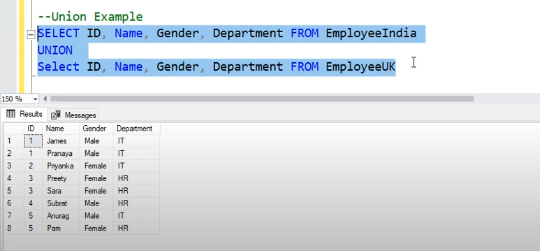 --Union Example
SELECT ID, Name, Gender, Department FROM EmployeeIndia
UNION
Select ID, Name, Gender, Department FROM EmployeeUK
150 %
Results Messages
ID Name Gender Department
1 1 James Male IT
2 1 Pranaya Male IT
3 2 Priyanka Female IT
4 3 Preety Female HR
5 3 Sara Female HR
6 4 Subrat Male HR
7 5 Anurag Male IT
8 5 Pam Female HR